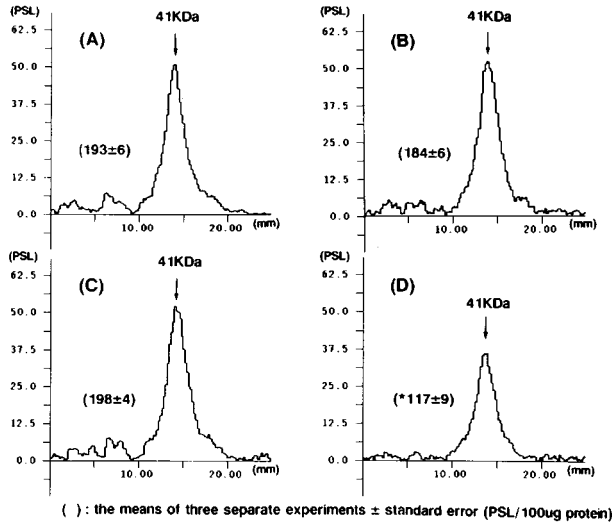 (PSL)
41KDa
(A)
62.5
50.0
37.5
25.0
12.5
0.0
(193±6)
10.00
20.00
(mm)
(PSL)
41KDa
(B)
62.5
50.0
37.5
25.0
12.5
0.0
(184±6)
10.00
20.00
(mm)
(PSL)
41KDa
(C)
62.5
50.0
37.5
25.0
12.5
0.0
(198±4)
10.00
20.00
(mm)
(PSL)
41KDa
(D)
62.5
50.0
37.5
25.0
12.5
0.0
(*117±9)
10.00
20.00
(mm)
( ) : the means of three separate experiments ± standard error (PSL/100ug protein)